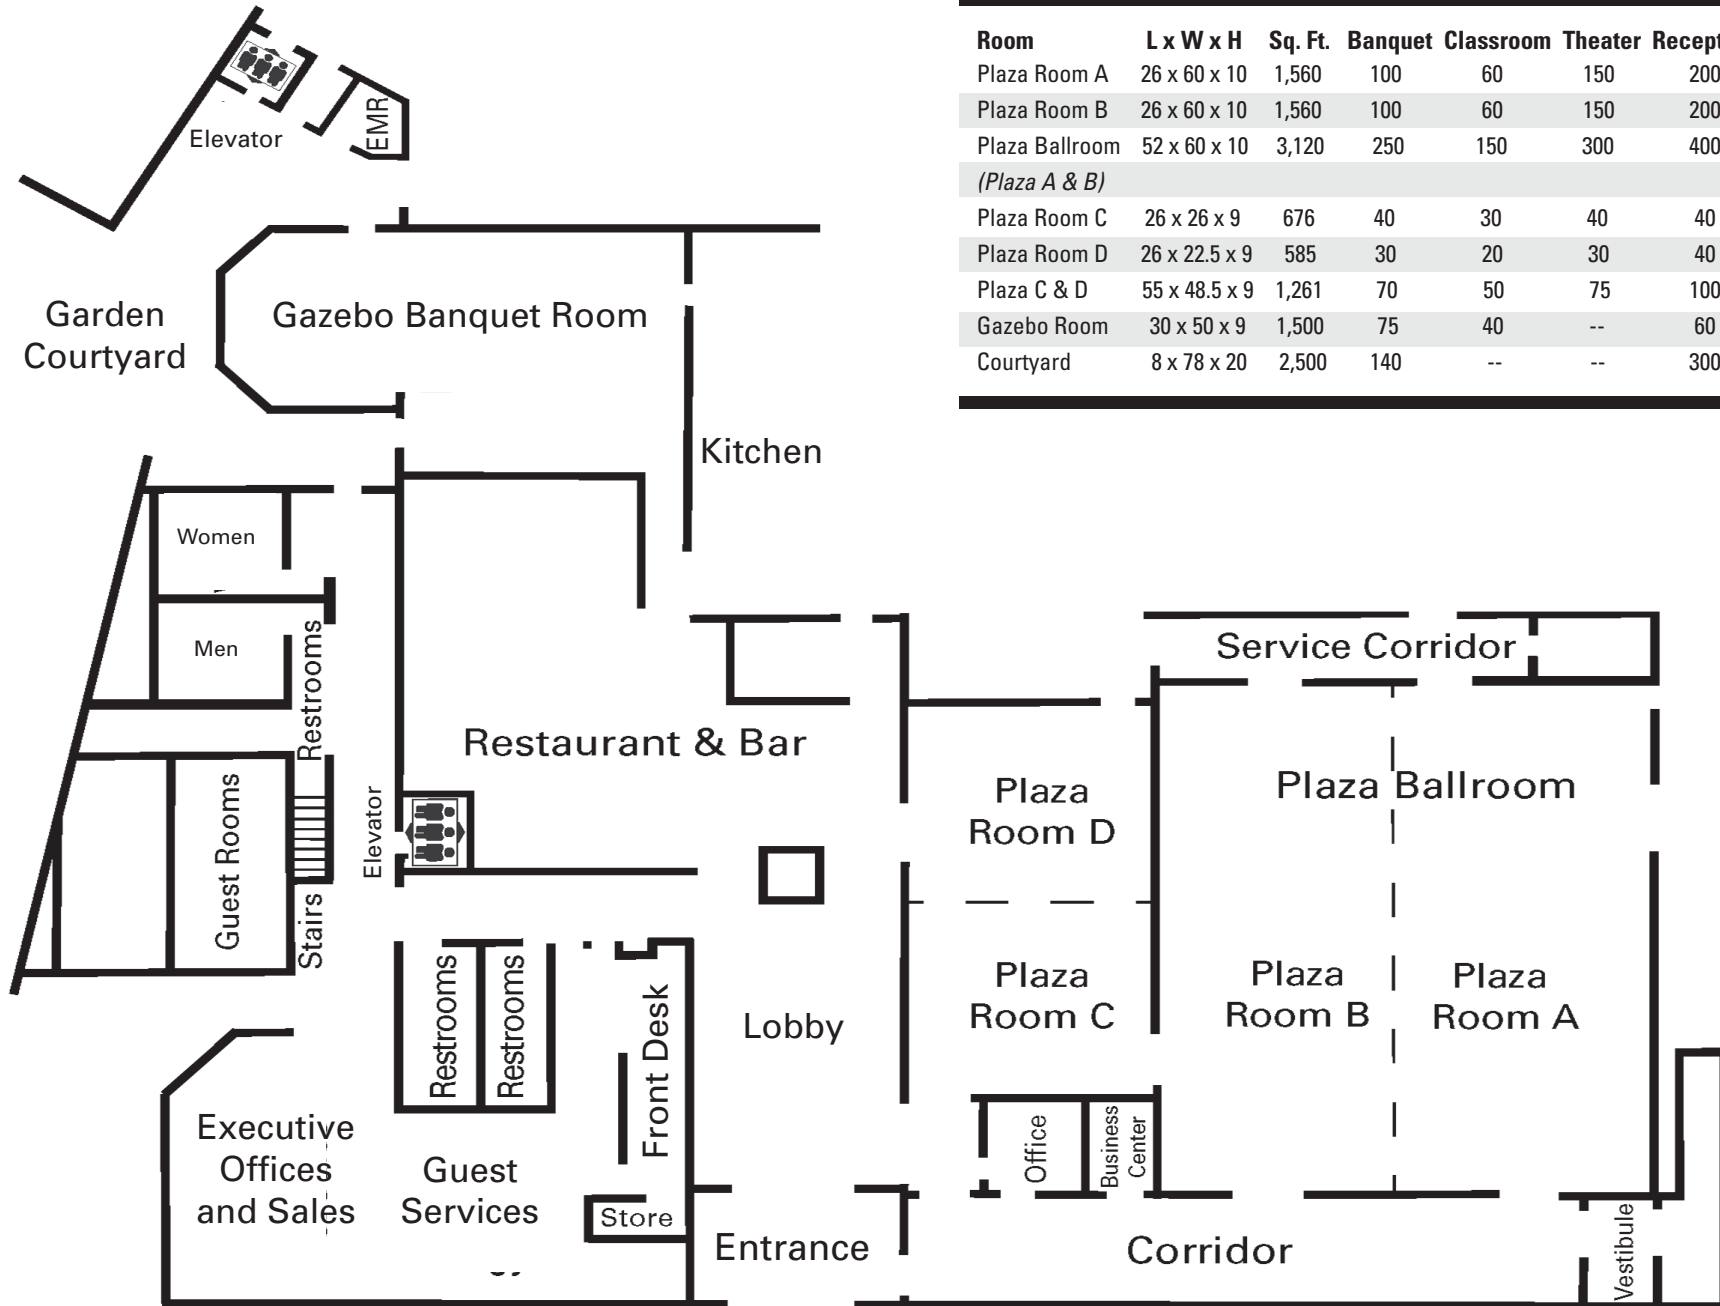 Room L x W x H Sq. Ft. Banquet Classroom Theater Recept
Plaza Room A 26 x 60 x 10 1,560 100 60 150 200
Plaza Room B 26 x 60 x 10 1,560 100 60 150 200
Plaza Ballroom 52 x 60 x 10 3,120 250 150 300 400
(Plaza A & B)
Plaza Room C 26 x 26 x 9 676 40 30 40 40
Plaza Room D 26 x 22.5 x 9 585 30 20 30 40
Plaza C & D 55 x 48.5 x 9 1,261 70 50 75 100
Gazebo Room 30 x 50 x 9 1,500 75 40 -- 60
Courtyard 8 x 78 x 20 2,500 140 -- -- 300
Elevator
EMR
Garden
Courtyard
Gazebo Banquet Room
Kitchen
Women
Men
Restrooms
Guest Rooms
Stairs
Elevator
Restaurant & Bar
Service Corridor
Plaza Ballroom
Plaza
Room D
Plaza
Room C
Plaza
Room B
Plaza
Room A
Restrooms
Restrooms
Front Desk
Lobby
Executive
Offices
and Sales
Guest
Services
Store
Entrance
Office
Business
Center
Corridor
Vestibule